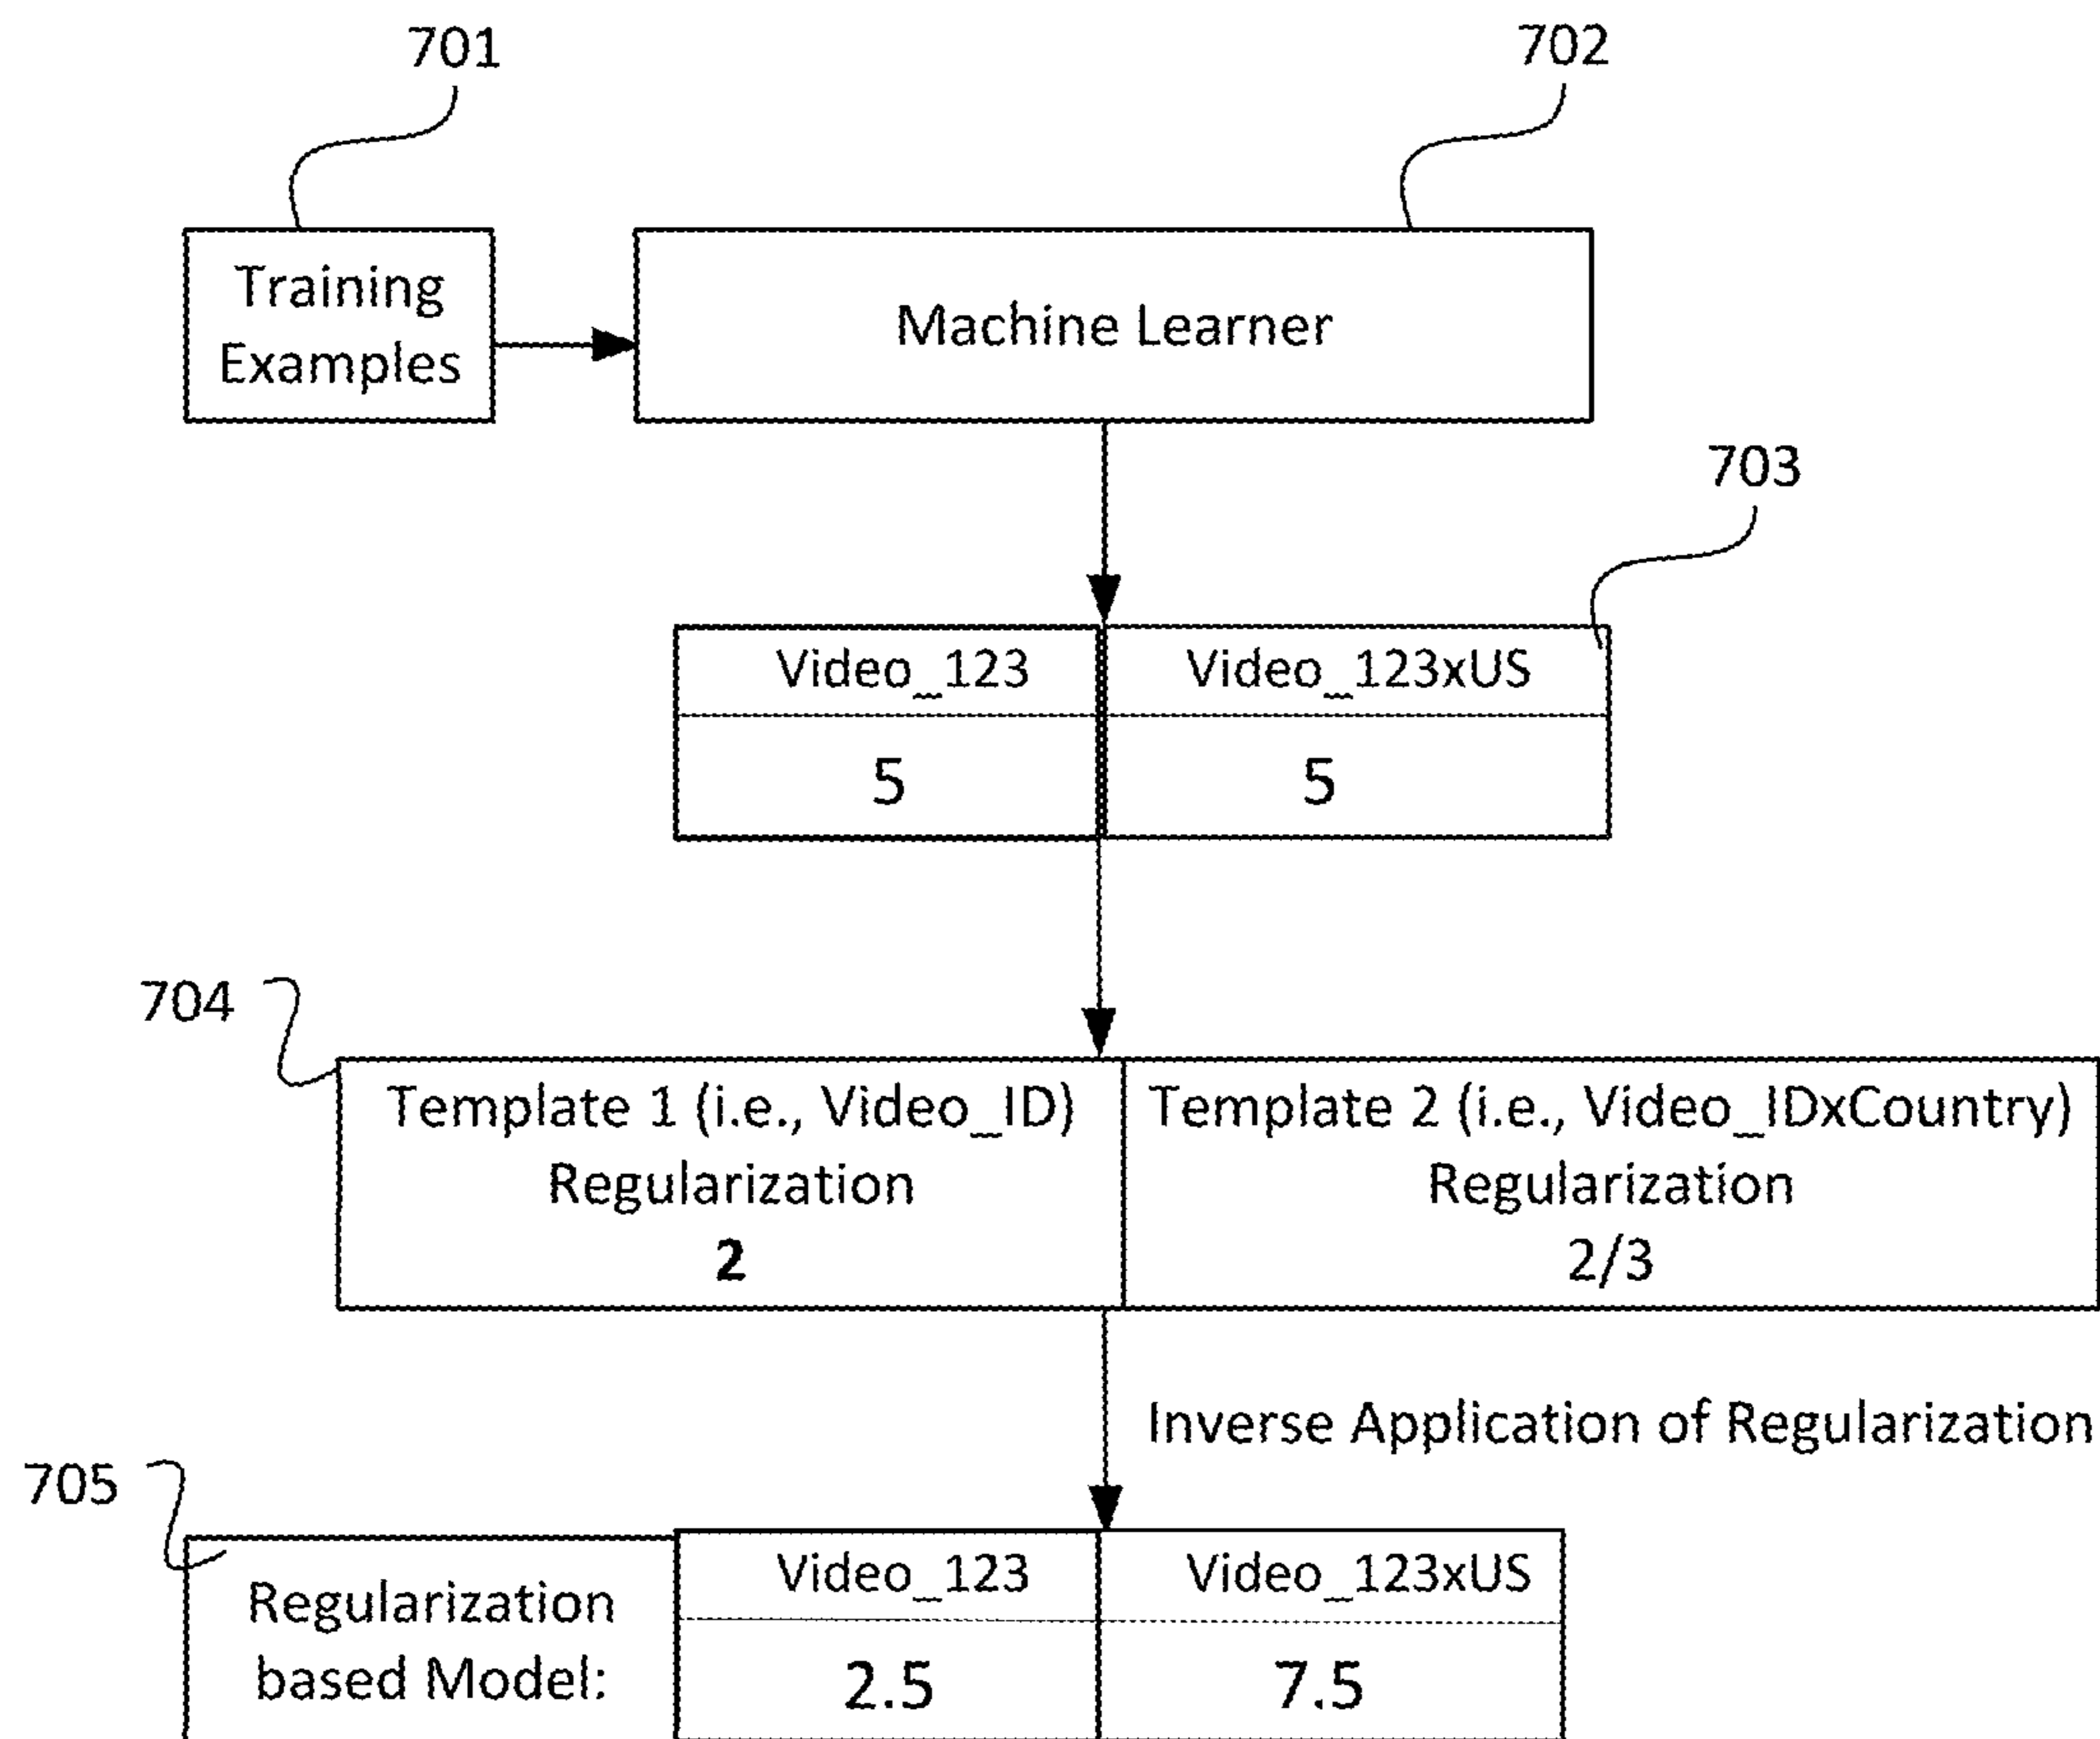 701
702
Training
Examples
Machine Learner
703
Video_123
Video_123xUS
5
5
704
Template 1 (i.e., Video_ID)
Regularization
2
Template 2 (i.e., Video_IDxCountry)
Regularization
2/3
Inverse Application of Regularization
705
Regularization
based Model:
Video_123
Video_123xUS
2.5
7.5